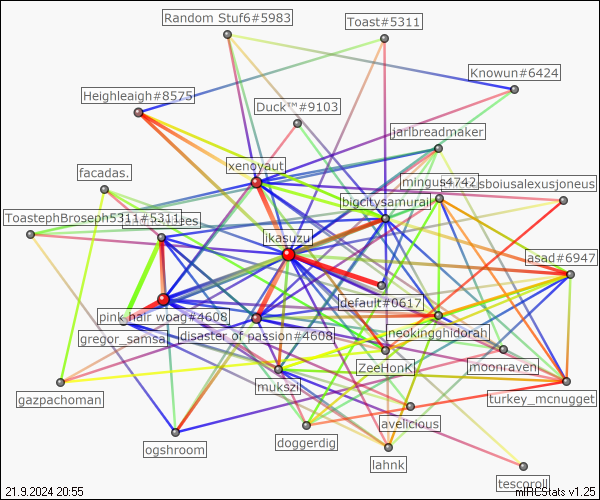 Random Stuf6#5983
Toast#5311
Knowun#6424
Heighleaigh#8575
Duck™#9103
jarlbreadmaker
xenoyaut
facadas.
mingus4742
sboiusalexusjoneus
bigcitysamurai
ToastephBroseph5311#5311
ikasuzu
asad#6947
default#0617
pink hair woag#4608
disaster of passion#4608
neokingghidorah
gregor_samsa
ZeeHonK
moonraven
mukszi
gazpachoman
turkey_mcnugget
avelicious
ogshroom
doggerdig
lahnk
tescoroll
21.9.2024 20:55
mIRCStats v1.25